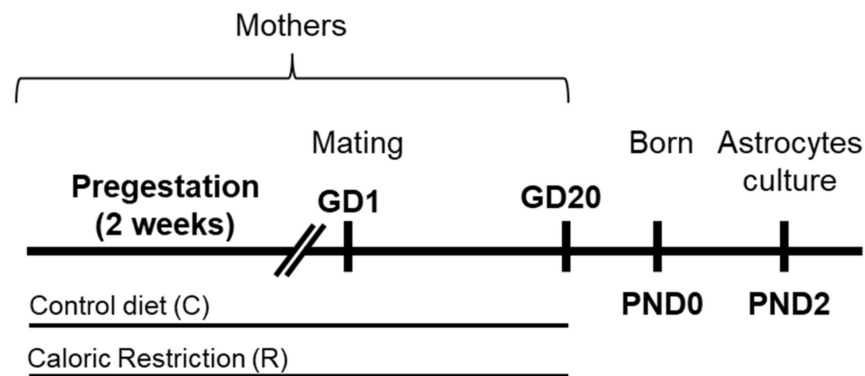 Mothers
Mating
Born
Astrocytes
culture
Pregestation
(2 weeks)
GD1
GD20
PND0
PND2
Control diet (C)
Caloric Restriction (R)